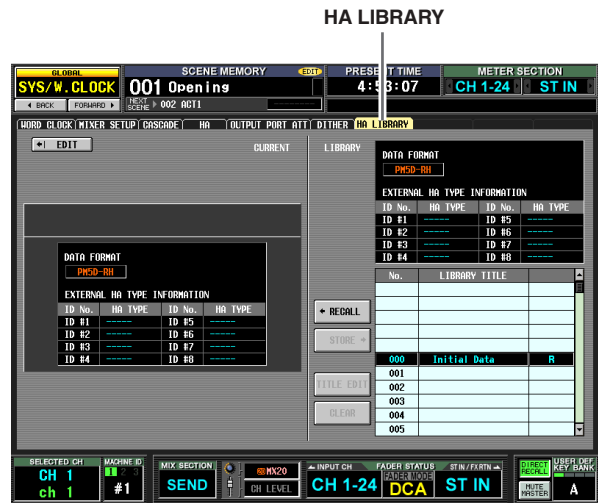 HA LIBRARY
GLOBAL SCENE MEMORY EDIT PRESENT TIME METER SECTION
SYS/W.CLOCK 001 Opening 4:53:07 CH 1-24 ST IN
BACK FORWARD NEXT SCENE 002 ACT1
WORD CLOCK MIXER SETUP CASCADE HA OUTPUT PORT ATT DITHER HA LIBRARY
EDIT CURRENT LIBRARY
DATA FORMAT
PM5D-RH
EXTERNAL HA TYPE INFORMATION
ID No. HA TYPE ID No. HA TYPE
ID #1 ----- ID #5 -----
ID #2 ----- ID #6 -----
ID #3 ----- ID #7 -----
ID #4 ----- ID #8 -----
DATA FORMAT
PM5D-RH
EXTERNAL HA TYPE INFORMATION
ID No. HA TYPE ID No. HA TYPE
ID #1 ----- ID #5 -----
ID #2 ----- ID #6 -----
ID #3 ----- ID #7 -----
ID #4 ----- ID #8 -----
No. LIBRARY TITLE
RECALL
STORE
TITLE EDIT
CLEAR
000 Initial Data R
001
002
003
004
005
SELECTED CH MACHINE ID MIX SECTION INPUT CH FADER STATUS ST IN / FXRTN DIRECT RECALL USER DEF KEY BANK
CH 1 1 2 3 SEND MX20 CH 1-24 FADER MODE ST IN
ch 1 #1 CH LEVEL DCA MUTE MASTER A